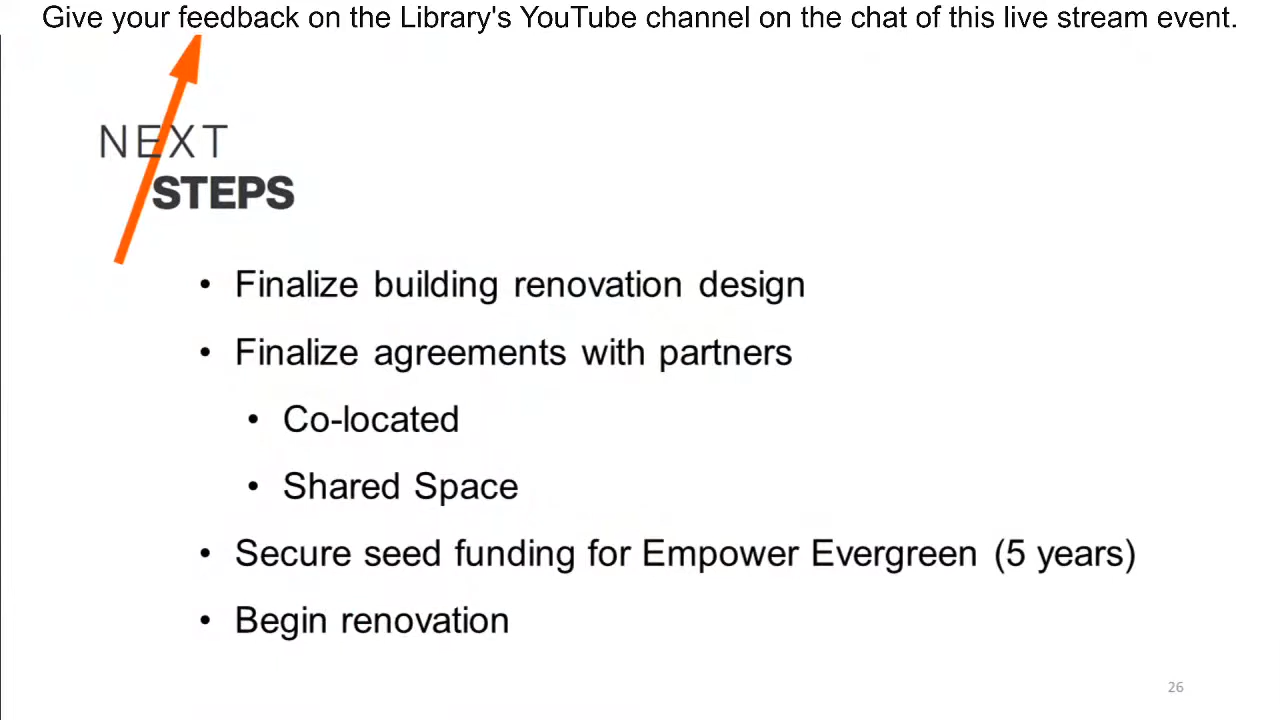 Give your feedback on the Library's YouTube channel on the chat of this live stream event.
NEXT
STEPS
• Finalize building renovation design
• Finalize agreements with partners
• Co-located
• Shared Space
• Secure seed funding for Empower Evergreen (5 years)
• Begin renovation
26